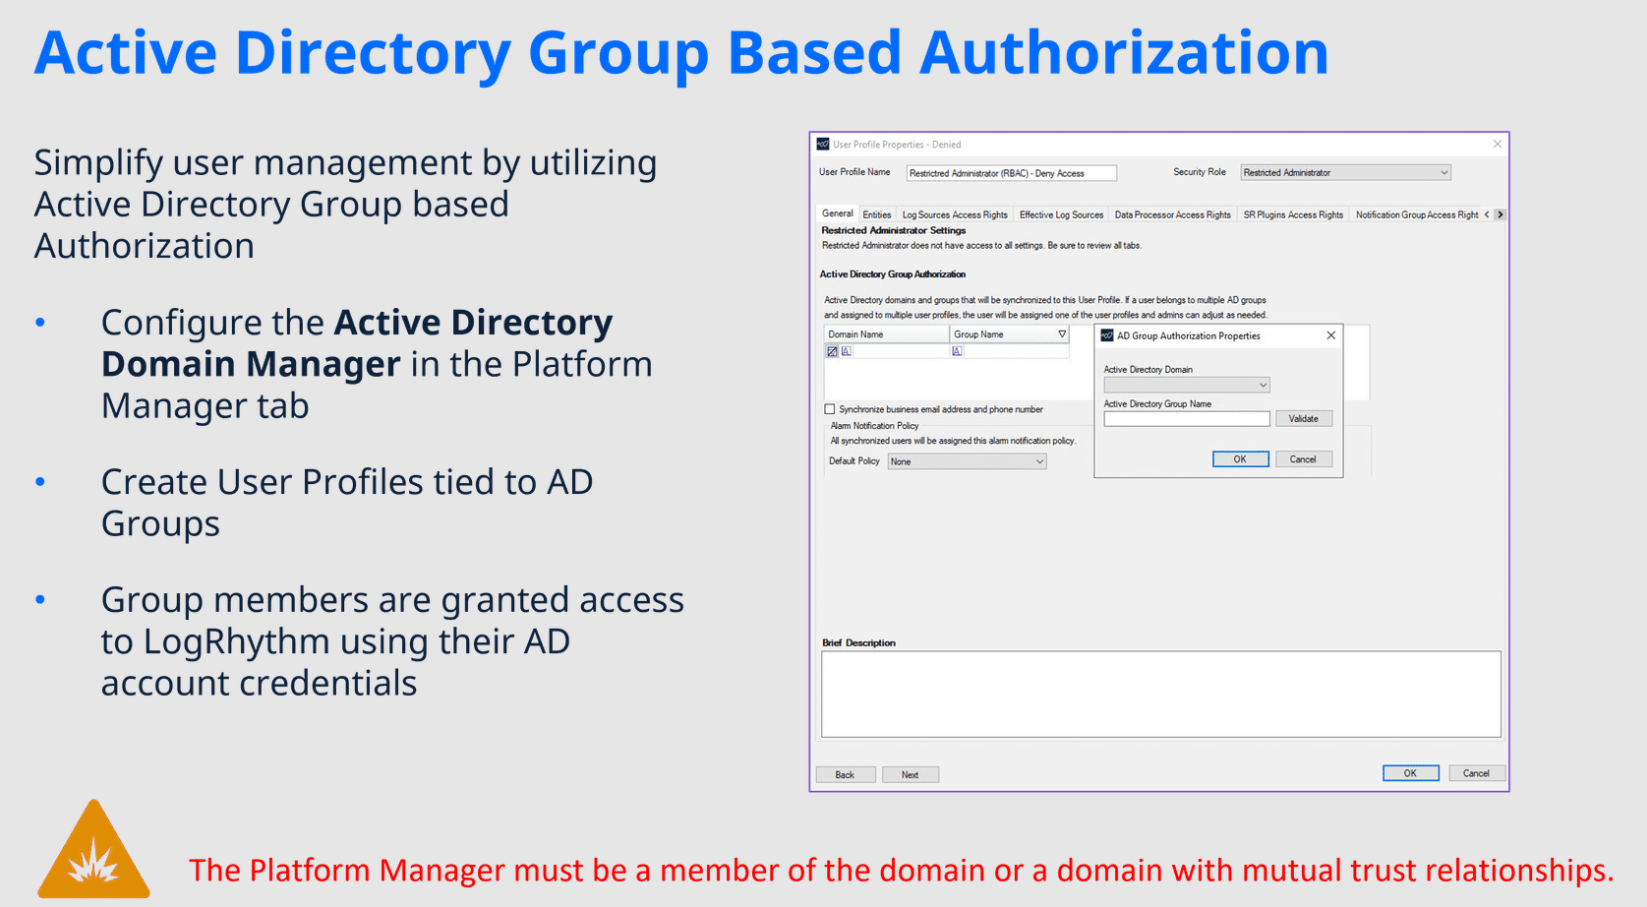 Active Directory Group Based Authorization
Simplify user management by utilizing
Active Directory Group based
Authorization
• Configure the Active Directory
Domain Manager in the Platform
Manager tab
• Create User Profiles tied to AD
Groups
• Group members are granted access
to LogRhythm using their AD
account credentials
User Profile Properties - Denied
User Profile Name
Restrictred Administrator (RBAC) - Deny Access
Security Role
Restricted Administrator
General Entities Log Sources Access Rights Effective Log Sources Data Processor Access Rights SR Plugins Access Rights Notification Group Access Right
Restricted Administrator Settings
Restricted Administrator does not have access to all settings. Be sure to review all tabs.
Active Directory Group Authorization
Active Directory domains and groups that will be synchronized to this User Profile. If a user belongs to multiple AD groups
and assigned to multiple user profiles, the user will be assigned one of the user profiles and admins can adjust as needed.
Domain Name Group Name
Synchronize business email address and phone number
Alarm Notification Policy
All synchronized users will be assigned this alarm notification policy.
Default Policy None
AD Group Authorization Properties
Active Directory Domain
Active Directory Group Name
Validate
OK Cancel
Brief Description
Back Next OK Cancel
The Platform Manager must be a member of the domain or a domain with mutual trust relationships.